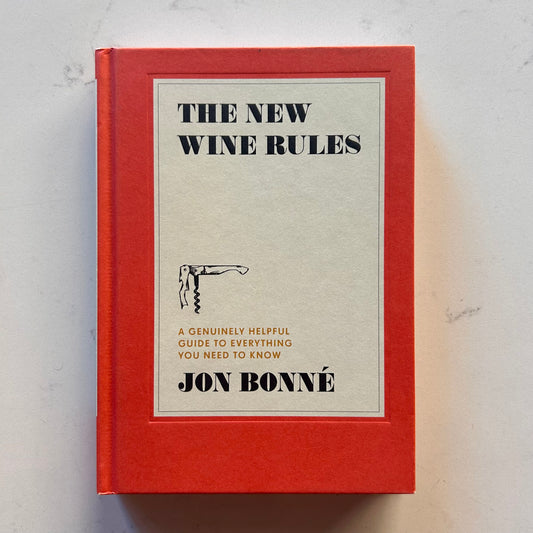 THE NEW
WINE RULES
A GENUINELY HELPFUL
GUIDE TO EVERYTHING
YOU NEED TO KNOW
JON BONNÉ